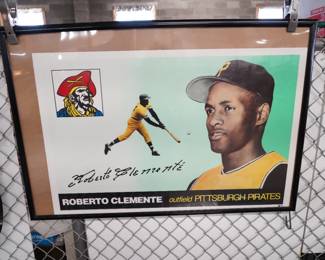 P
Roberto Clemente
ROBERTO CLEMENTE outfield PITTSBURGH PIRATES